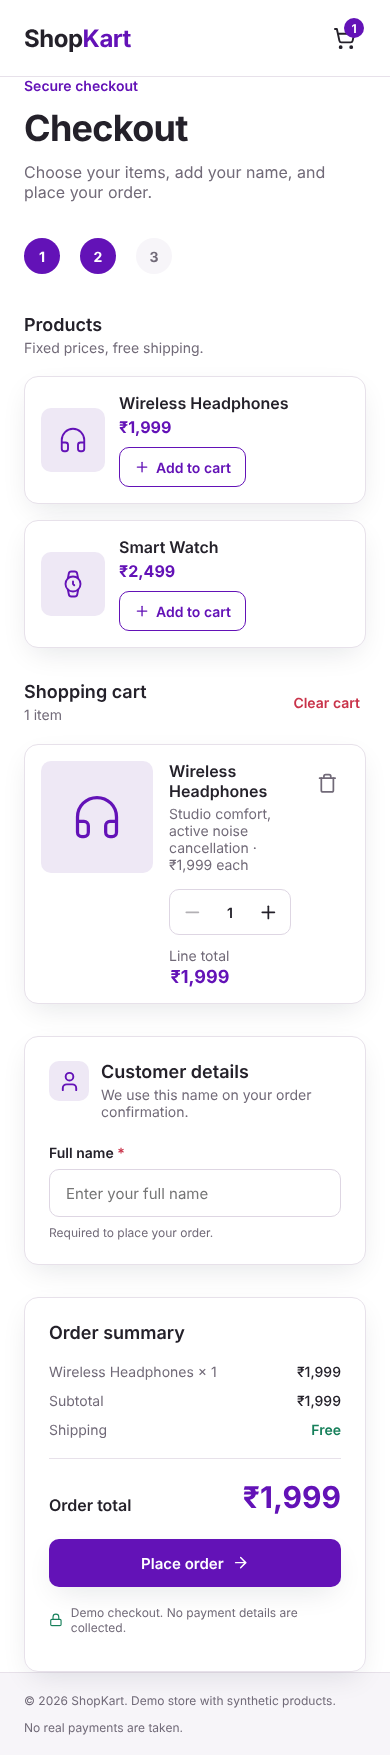 ShopKart
1
Secure checkout
Checkout
Choose your items, add your name, and
place your order.
1 2 3
Products
Fixed prices, free shipping.
Wireless Headphones
₹1,999
Add to cart
Smart Watch
₹2,499
Add to cart
Shopping cart
1 item
Clear cart
Wireless
Headphones
Studio comfort,
active noise
cancellation ·
₹1,999 each
1
Line total
₹1,999
Customer details
We use this name on your order
confirmation.
Full name *
Enter your full name
Required to place your order.
Order summary
Wireless Headphones × 1 ₹1,999
Subtotal ₹1,999
Shipping Free
Order total ₹1,999
Place order →
Demo checkout. No payment details are
collected.
© 2026 ShopKart. Demo store with synthetic products.
No real payments are taken.